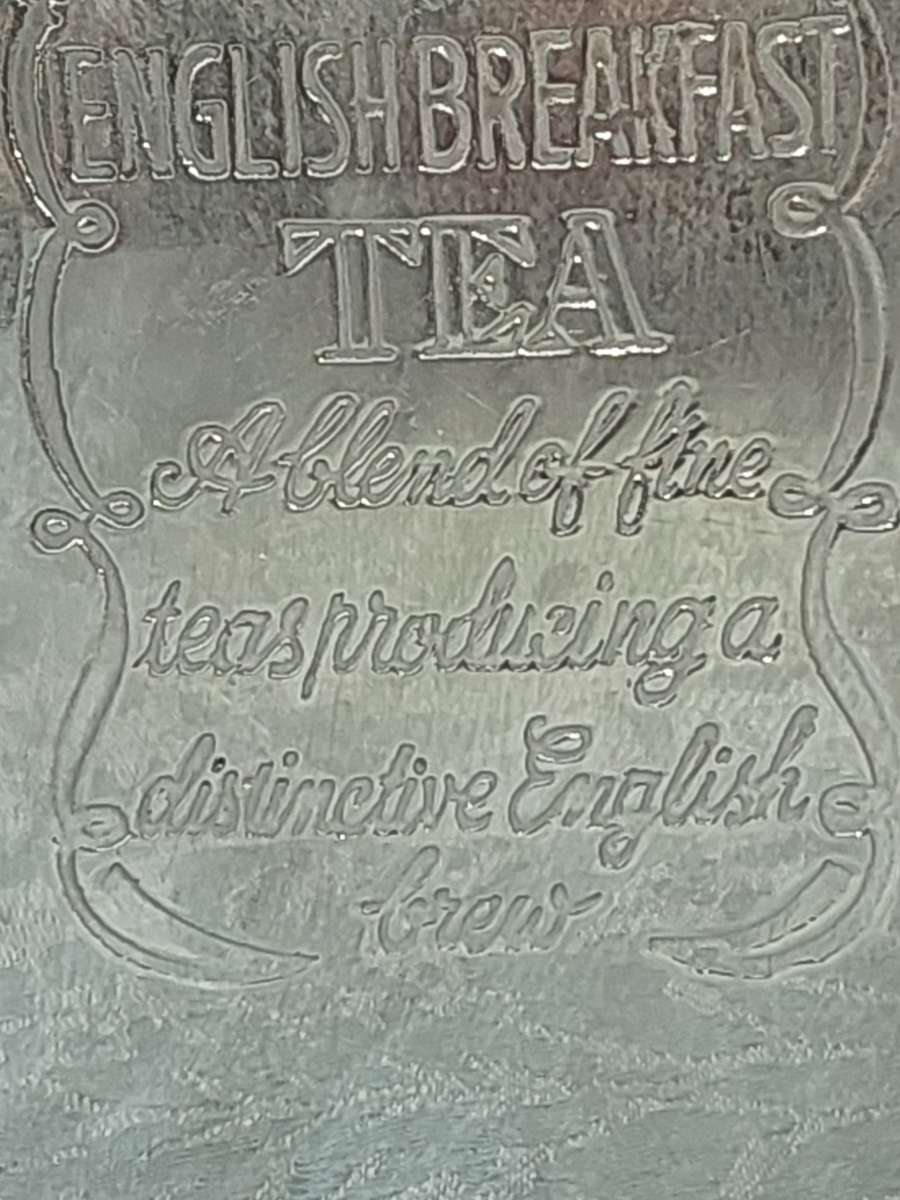 ENGLISH BREAKFAST
TEA
A blend of fine
teas producing a
distinctive English
brew